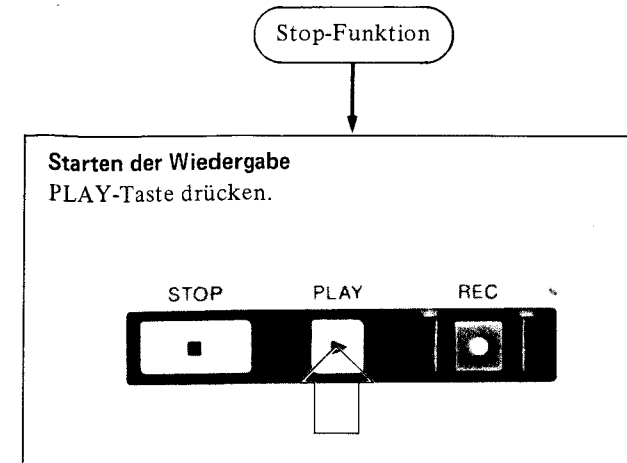 Stop-Funktion
Starten der Wiedergabe
PLAY-Taste drücken.
STOP PLAY REC